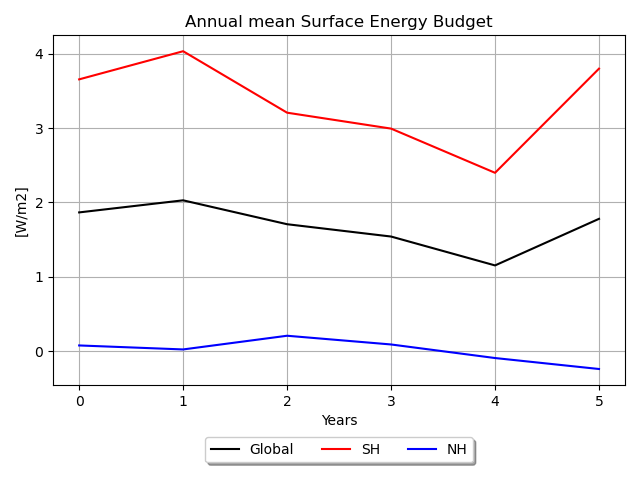 Annual mean Surface Energy Budget
4
3
2
1
0
[W/m2]
0 1 2 3 4 5
Years
Global SH NH